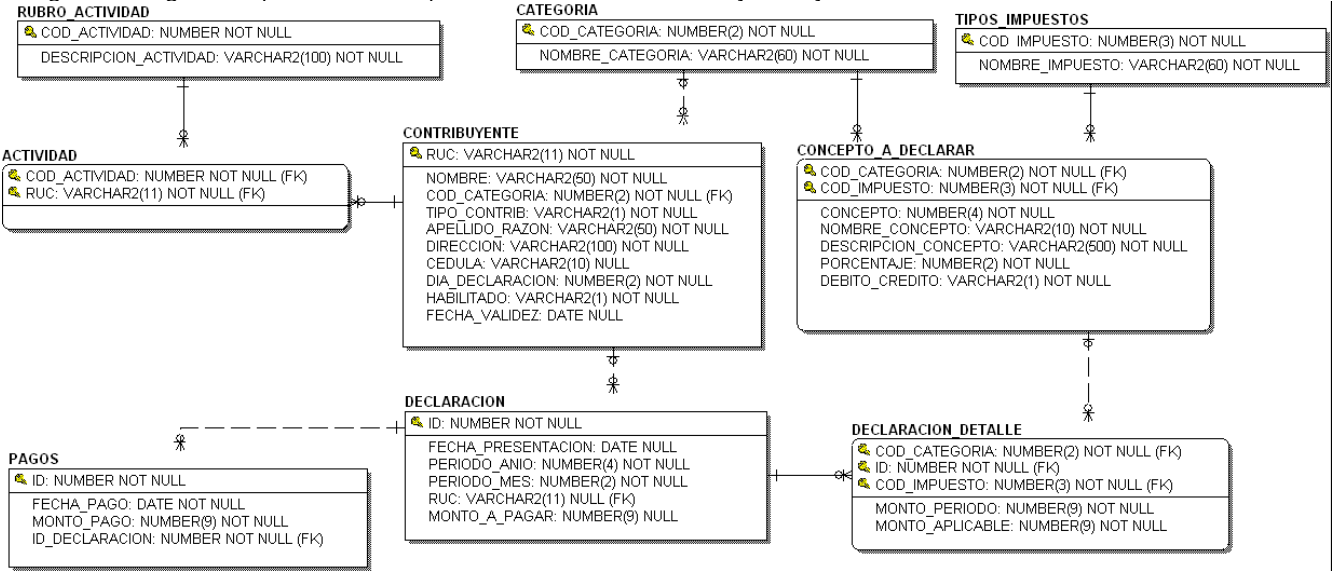 RUBRO_ACTIVIDAD
COD_ACTIVIDAD: NUMBER NOT NULL
DESCRIPCION_ACTIVIDAD: VARCHAR2(100) NOT NULL
CATEGORIA
COD_CATEGORIA: NUMBER(2) NOT NULL
NOMBRE_CATEGORIA: VARCHAR2(60) NOT NULL
TIPOS_IMPUESTOS
COD_IMPUESTO: NUMBER(3) NOT NULL
NOMBRE_IMPUESTO: VARCHAR2(60) NOT NULL
ACTIVIDAD
COD_ACTIVIDAD: NUMBER NOT NULL (FK)
RUC: VARCHAR2(11) NOT NULL (FK)
CONTRIBUYENTE
RUC: VARCHAR2(11) NOT NULL
NOMBRE: VARCHAR2(50) NOT NULL
COD_CATEGORIA: NUMBER(2) NOT NULL (FK)
TIPO_CONTRIB: VARCHAR2(1) NOT NULL
APELLIDO_RAZON: VARCHAR2(50) NOT NULL
DIRECCION: VARCHAR2(100) NOT NULL
CEDULA: VARCHAR2(10) NULL
DIA_DECLARACION: NUMBER(2) NOT NULL
HABILITADO: VARCHAR2(1) NOT NULL
FECHA_VALIDEZ: DATE NULL
CONCEPTO_A_DECLARAR
COD_CATEGORIA: NUMBER(2) NOT NULL (FK)
COD_IMPUESTO: NUMBER(3) NOT NULL (FK)
CONCEPTO: NUMBER(4) NOT NULL
NOMBRE_CONCEPTO: VARCHAR2(10) NOT NULL
DESCRIPCION_CONCEPTO: VARCHAR2(500) NOT NULL
PORCENTAJE: NUMBER(2) NOT NULL
DEBITO_CREDITO: VARCHAR2(1) NOT NULL
PAGOS
ID: NUMBER NOT NULL
FECHA_PAGO: DATE NOT NULL
MONTO_PAGO: NUMBER(9) NOT NULL
ID_DECLARACION: NUMBER NOT NULL (FK)
DECLARACION
ID: NUMBER NOT NULL
FECHA_PRESENTACION: DATE NULL
PERIODO_ANIO: NUMBER(4) NOT NULL
PERIODO_MES: NUMBER(2) NOT NULL
RUC: VARCHAR2(11) NULL (FK)
MONTO_A_PAGAR: NUMBER(9) NULL
DECLARACION_DETALLE
COD_CATEGORIA: NUMBER(2) NOT NULL (FK)
ID: NUMBER NOT NULL (FK)
COD_IMPUESTO: NUMBER(3) NOT NULL (FK)
MONTO_PERIODO: NUMBER(9) NOT NULL
MONTO_APLICABLE: NUMBER(9) NOT NULL